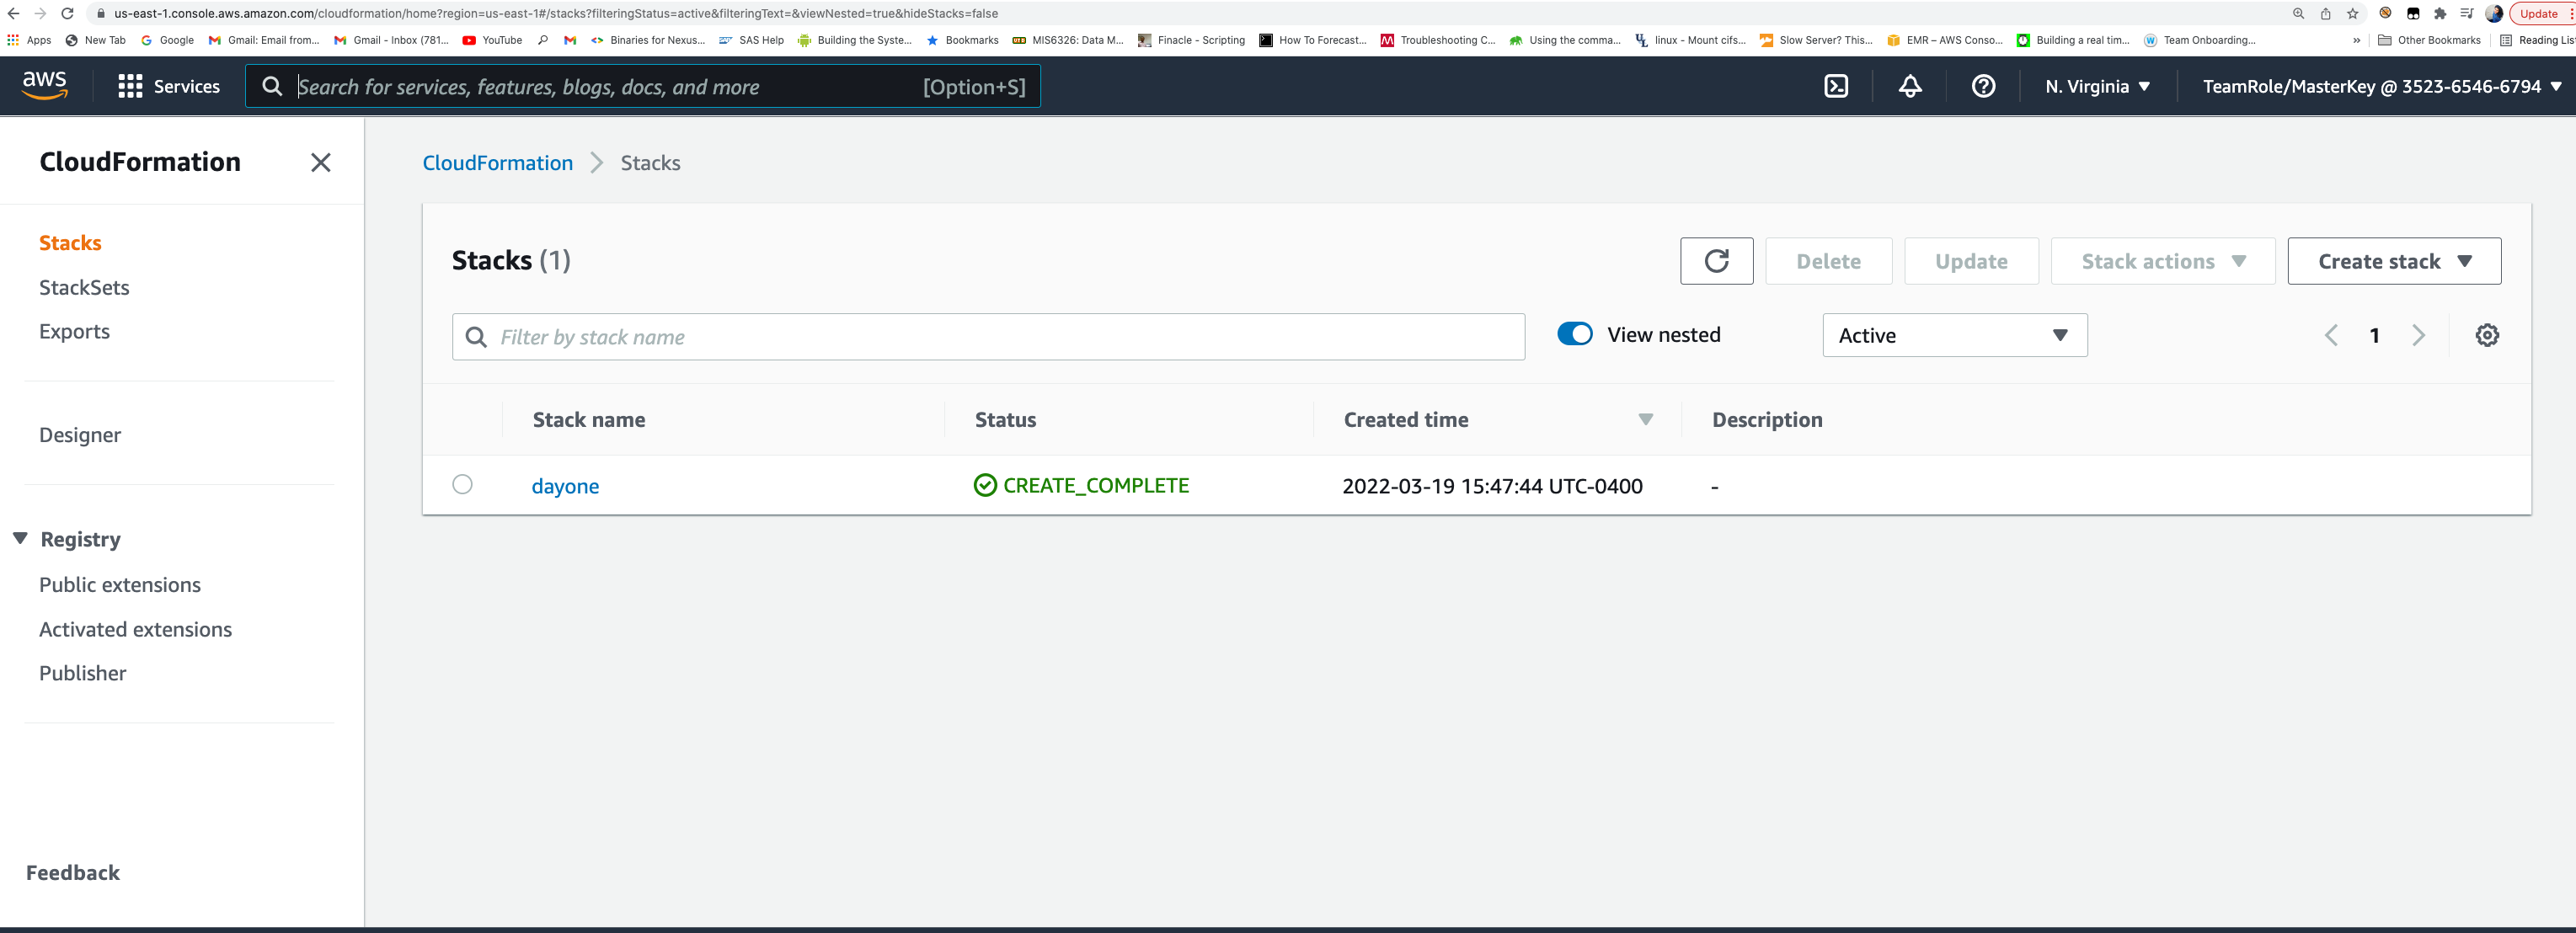 us-east-1.console.aws.amazon.com/cloudformation/home?region=us-east-1#/stacks?filteringStatus=active&filteringText=&viewNested=true&hideStacks=false
Update
Apps New Tab Google Gmail: Email from... Gmail - Inbox (781... YouTube Binaries for Nexus... SAS Help Building the Syste... Bookmarks MIS6326: Data M... Finacle - Scripting How To Forecast... Troubleshooting C... Using the comma... linux - Mount cifs... Slow Server? This... EMR – AWS Conso... Building a real tim... Team Onboarding... » Other Bookmarks Reading List
aws Services Search for services, features, blogs, docs, and more [Option+S] N. Virginia TeamRole/MasterKey @ 3523-6546-6794
CloudFormation
Stacks
StackSets
Exports
Designer
Registry
Public extensions
Activated extensions
Publisher
Feedback
CloudFormation Stacks
Stacks (1) Delete Update Stack actions Create stack
Filter by stack name View nested Active 1
Stack name Status Created time Description
dayone CREATE_COMPLETE 2022-03-19 15:47:44 UTC-0400 -